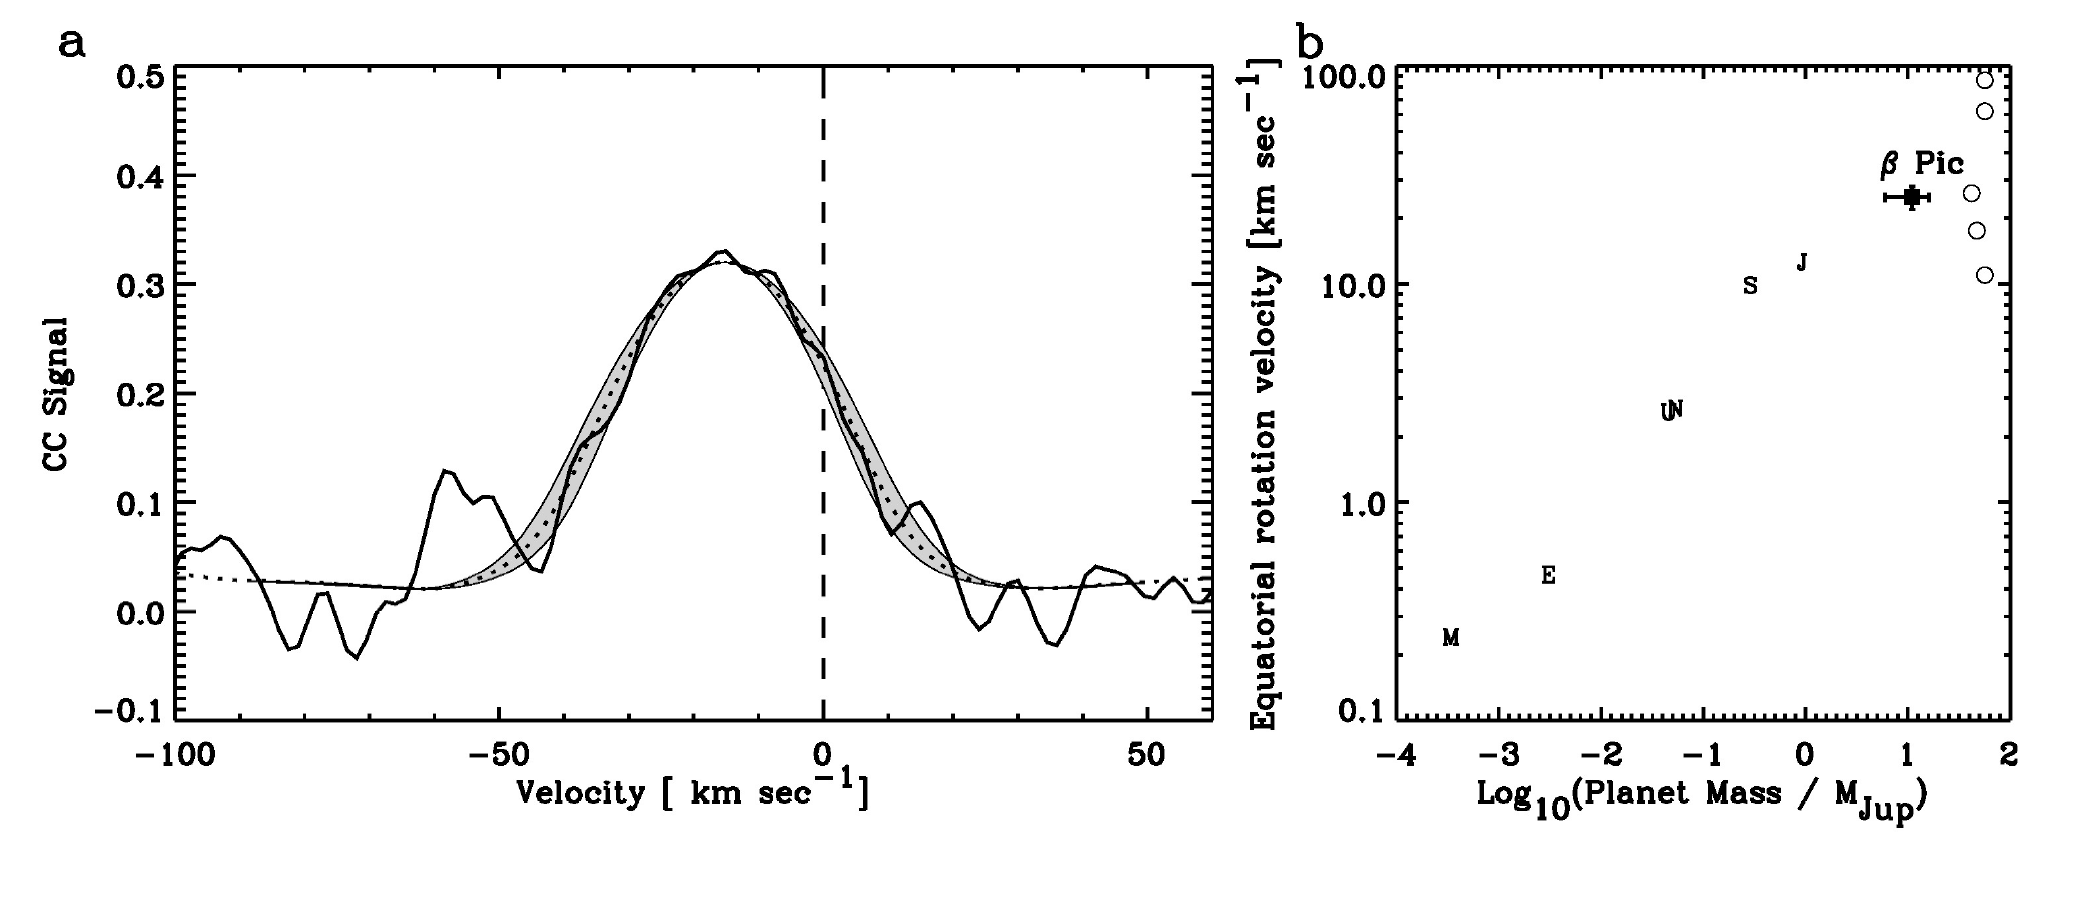 a
0.5
0.4
0.3
0.2
0.1
0.0
−0.1
CC Signal
−100 −50 0 50
Velocity [ km sec−1]
b
100.0
10.0
1.0
0.1
Equatorial rotation velocity [km sec−1]
β Pic
J
S
UN
E
M
−4 −3 −2 −1 0 1 2
Log10(Planet Mass / MJup)